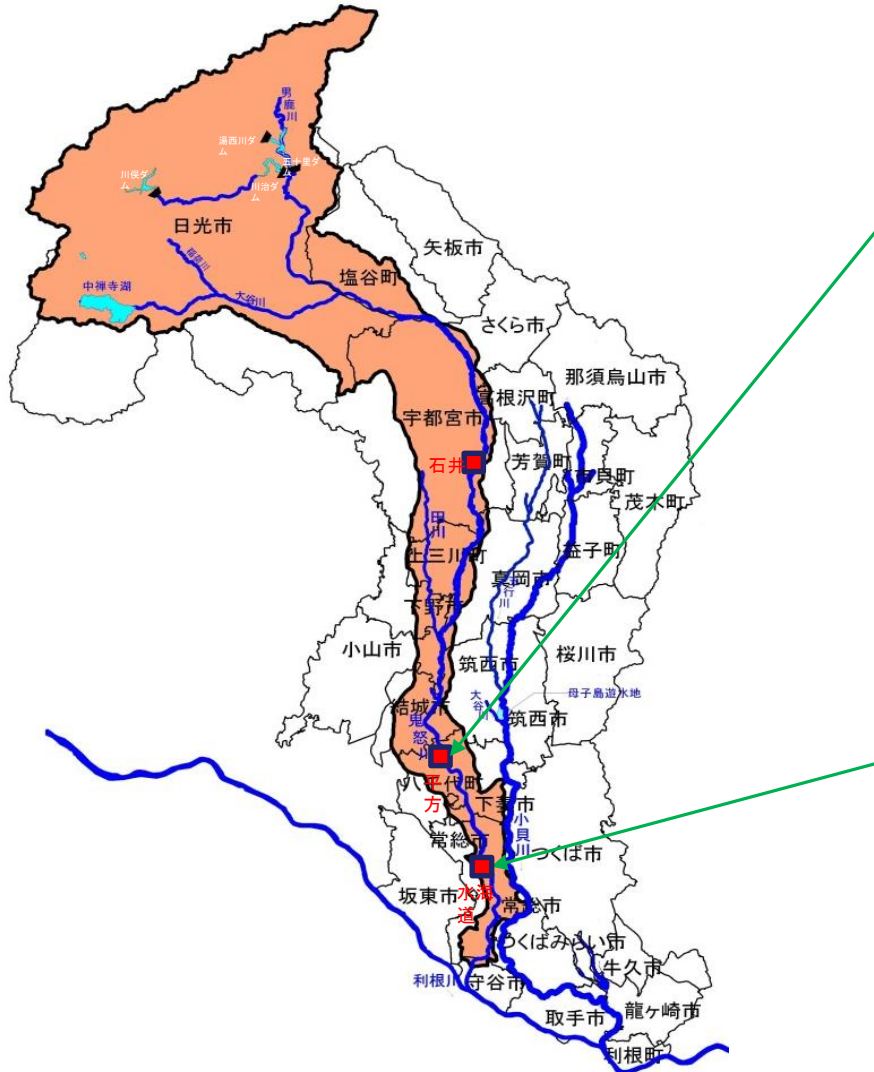 男鹿川
湯西川ダ
ム
五十里ダ
ム
川俣ダ
ム
川治ダ
ム
日光市
矢板市
稲荷川
塩谷町
中禅寺湖
大谷川
さくら市
那須烏山市
高根沢町
宇都宮市
石井
芳賀町
市貝町
茂木町
田川
上三川町
益子町
真岡市
五行川
下野市
小山市
筑西市
桜川市
結城市
大谷川
母子島遊水地
筑西市
鬼怒川
平方
八千代町
下妻市
小貝川
常総市
つくば市
坂東市
水海
道
常総市
つくばみらい市
牛久市
利根川
守谷市
龍ヶ崎市
取手市
利根町